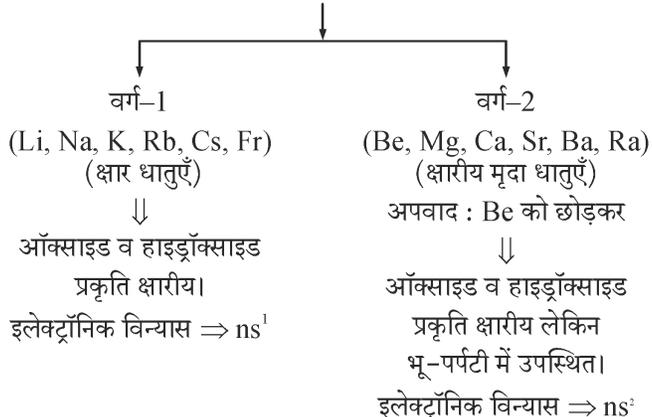 वर्ग–1
(Li, Na, K, Rb, Cs, Fr)
(क्षार धातुएँ)
⇓
ऑक्साइड व हाइड्रॉक्साइड
प्रकृति क्षारीय।
इलेक्ट्रॉनिक विन्यास ⇒ ns¹
वर्ग–2
(Be, Mg, Ca, Sr, Ba, Ra)
(क्षारीय मृदा धातुएँ)
अपवाद : Be को छोड़कर
⇓
ऑक्साइड व हाइड्रॉक्साइड
प्रकृति क्षारीय लेकिन
भू-पर्पटी में उपस्थित।
इलेक्ट्रॉनिक विन्यास ⇒ ns²